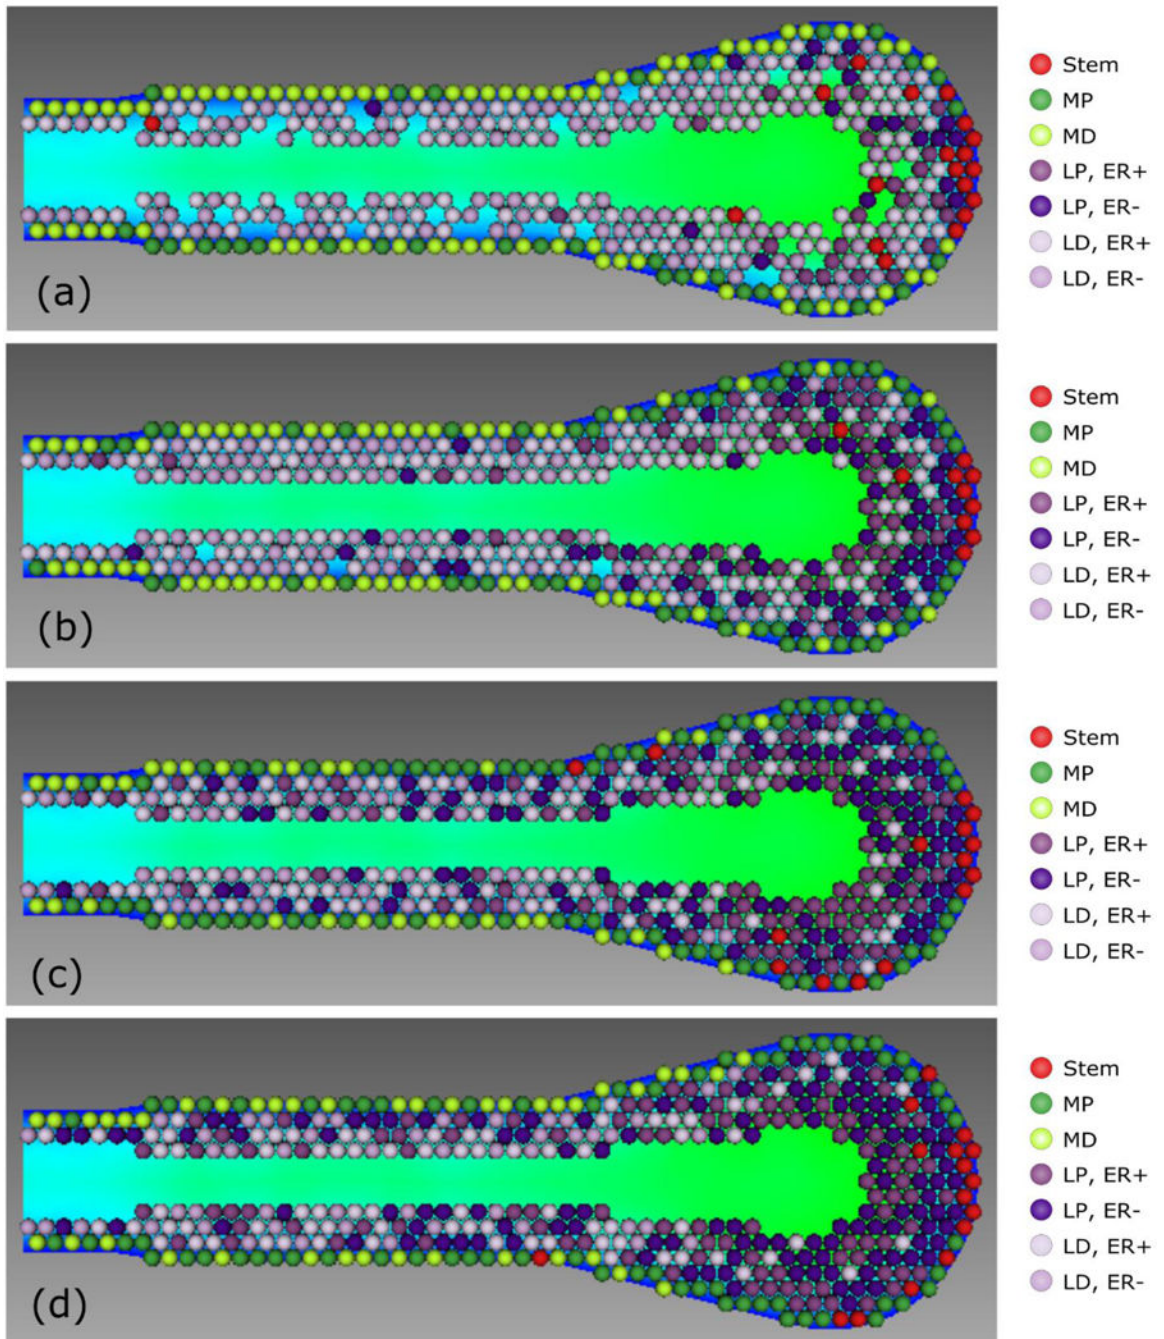 Stem
MP
MD
LP, ER+
LP, ER-
LD, ER+
LD, ER-
(a)
Stem
MP
MD
LP, ER+
LP, ER-
LD, ER+
LD, ER-
(b)
Stem
MP
MD
LP, ER+
LP, ER-
LD, ER+
LD, ER-
(c)
Stem
MP
MD
LP, ER+
LP, ER-
LD, ER+
LD, ER-
(d)